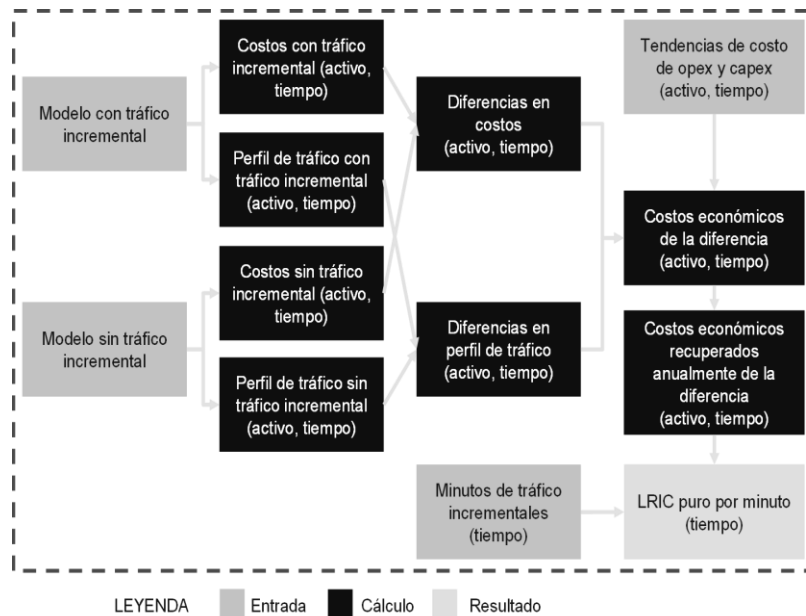 Modelo con tráfico
incremental
Modelo sin tráfico
incremental
Costos con tráfico
incremental (activo,
tiempo)
Perfil de tráfico con
tráfico incremental
(activo, tiempo)
Costos sin tráfico
incremental (activo,
tiempo)
Perfil de tráfico sin
tráfico incremental
(activo, tiempo)
Diferencias en
costos
(activo, tiempo)
Diferencias en
perfil de tráfico
(activo, tiempo)
Minutos de tráfico
incrementales
(tiempo)
Tendencias de costo
de opex y capex
(activo, tiempo)
Costos económicos
de la diferencia
(activo, tiempo)
Costos económicos
recuperados
anualmente de la
diferencia
(activo, tiempo)
LRIC puro por minuto
(tiempo)
LEYENDA Entrada Cálculo Resultado